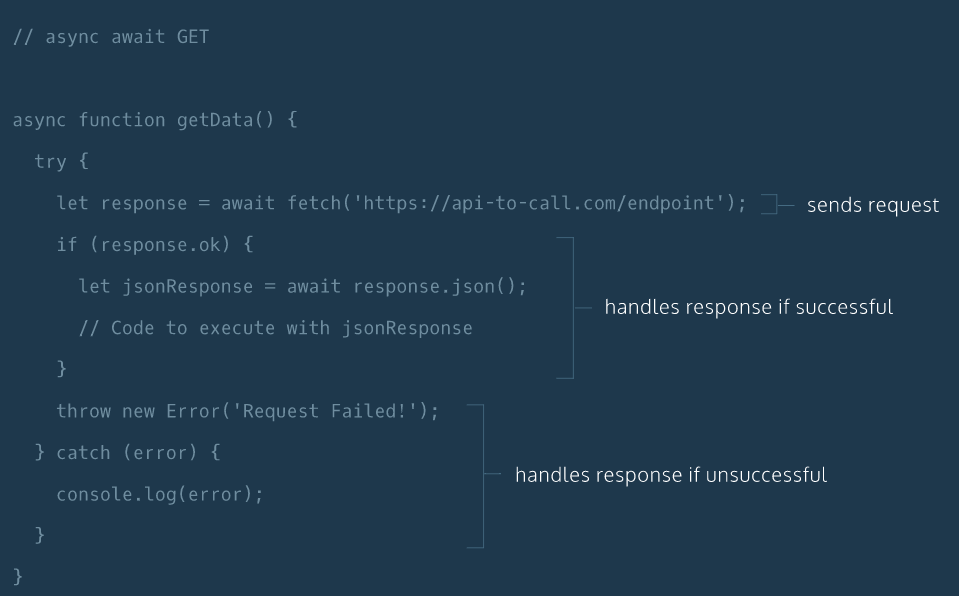 // async await GET
async function getData() {
try {
let response = await fetch('https://api-to-call.com/endpoint'); sends request
if (response.ok) {
let jsonResponse = await response.json();
handles response if successful
// Code to execute with jsonResponse
}
throw new Error('Request Failed!');
} catch (error) {
handles response if unsuccessful
console.log(error);
}
}